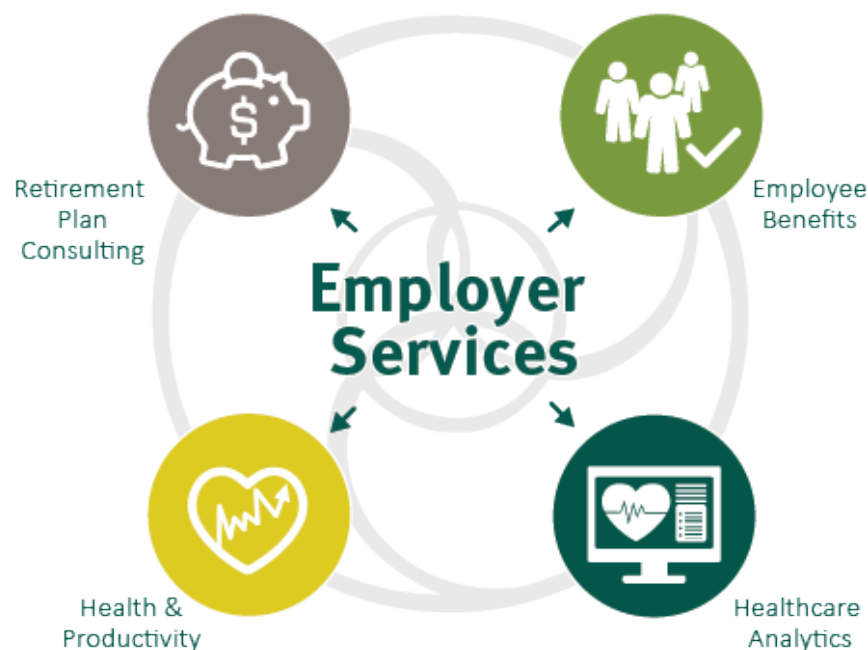 $
Retirement
Plan
Consulting
Employee
Benefits
Employer
Services
Health &
Productivity
Healthcare
Analytics